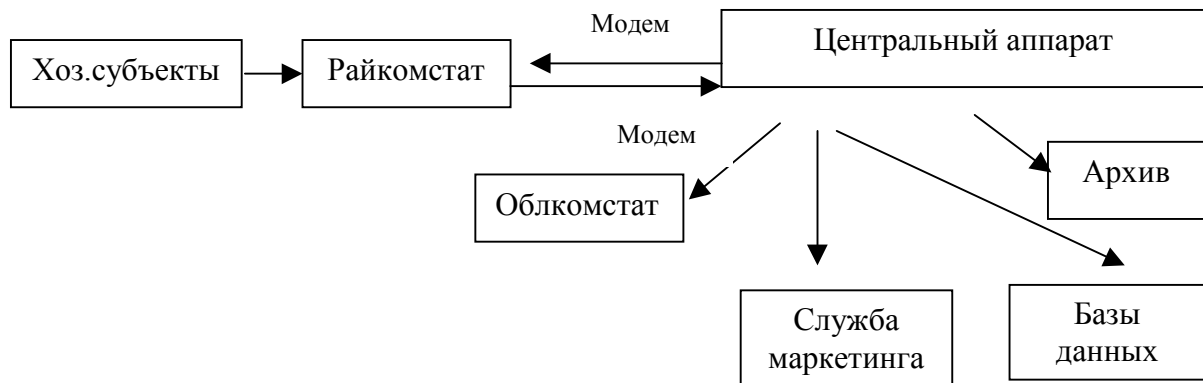 Модем
Центральный аппарат
Хоз.субъекты
Райкомстат
Модем
Архив
Облкомстат
Служба
маркетинга
Базы
данных